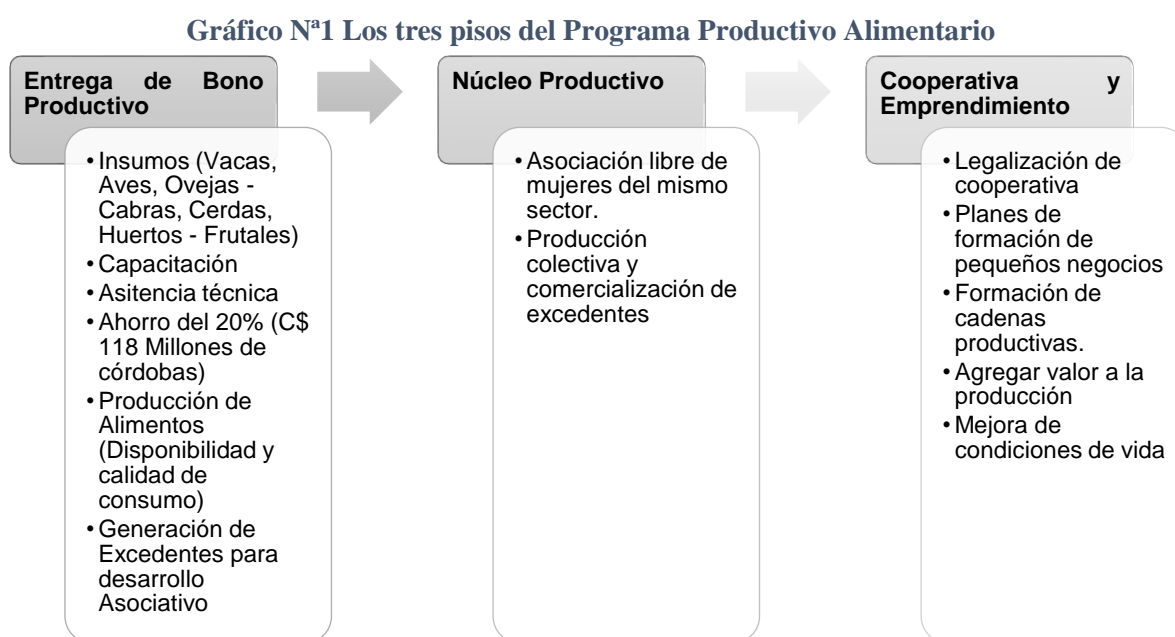 Gráfico Nª1 Los tres pisos del Programa Productivo Alimentario
Entrega de Bono
Productivo
• Insumos (Vacas,
Aves, Ovejas -
Cabras, Cerdas,
Huertos - Frutales)
• Capacitación
• Asitencia técnica
• Ahorro del 20% (C$
118 Millones de
córdobas)
• Producción de
Alimentos
(Disponibilidad y
calidad de
consumo)
• Generación de
Excedentes para
desarrollo
Asociativo
Núcleo Productivo
• Asociación libre de
mujeres del mismo
sector.
• Producción
colectiva y
comercialización de
excedentes
Cooperativa y
Emprendimiento
• Legalización de
cooperativa
• Planes de
formación de
pequeños negocios
• Formación de
cadenas
productivas.
• Agregar valor a la
producción
• Mejora de
condiciones de vida